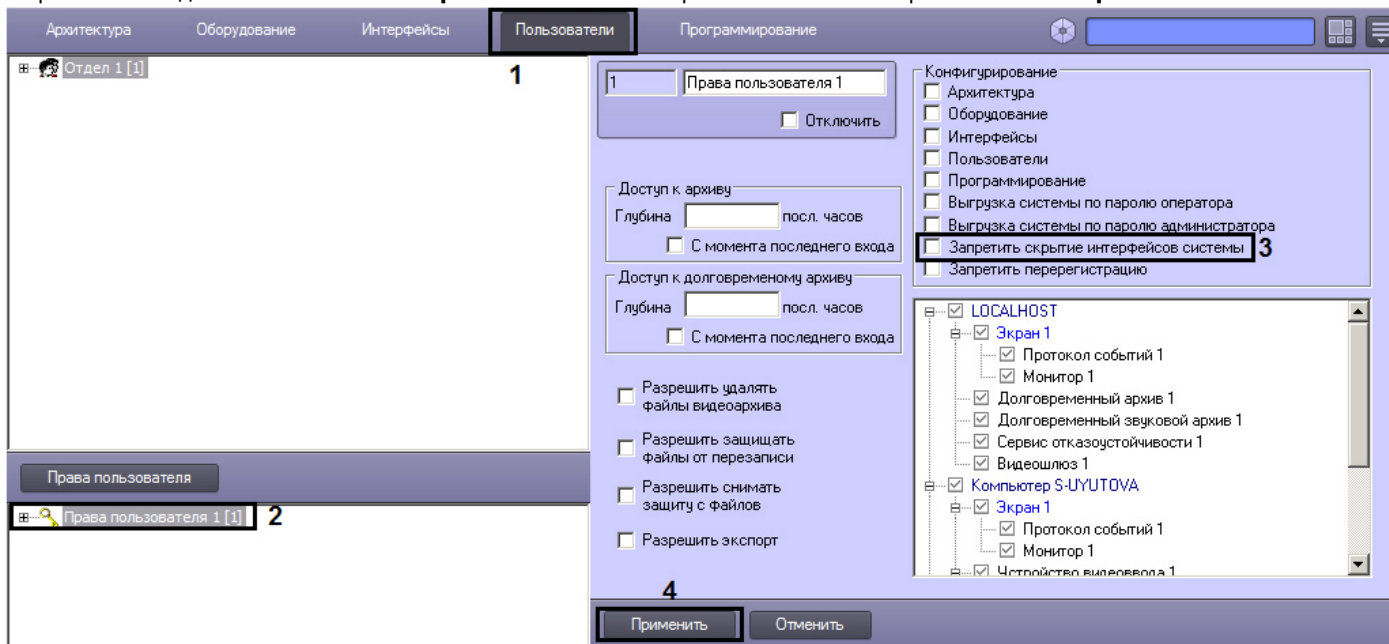 Архитектура Оборудование Интерфейсы Пользователи Программирование
Отдел 1 [1]
1
1 Права пользователя 1
Отключить
Доступ к архиву
Глубина посл. часов
С момента последнего входа
Доступ к долговременому архиву
Глубина посл. часов
С момента последнего входа
Разрешить удалять
файлы видеоархива
Разрешить защищать
файлы от перезаписи
Разрешить снимать
защиту с файлов
Разрешить экспорт
Конфигурирование
Архитектура
Оборудование
Интерфейсы
Пользователи
Программирование
Выгрузка системы по паролю оператора
Выгрузка системы по паролю администратора
Запретить скрытие интерфейсов системы 3
Запретить перерегистрацию
LOCALHOST
Экран 1
Протокол событий 1
Монитор 1
Долговременный архив 1
Долговременный звуковой архив 1
Сервис отказоустойчивости 1
Видеошлюз 1
Компьютер S-UYUTOVA
Экран 1
Протокол событий 1
Монитор 1
Устройство видеоввода 1
Права пользователя
Права пользователя 1 [1] 2
4
Применить Отменить